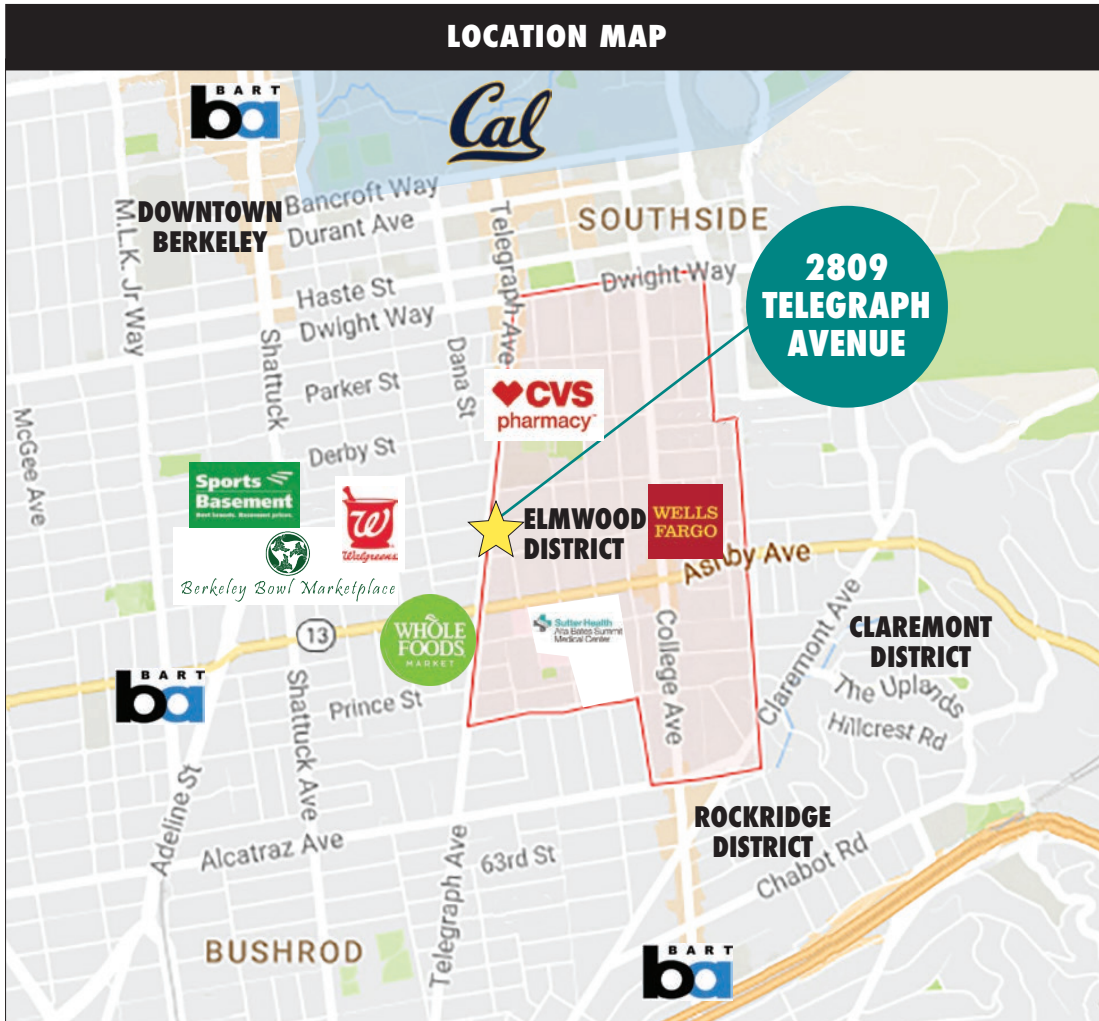 LOCATION MAP
BART
ba
Cal
DOWNTOWN
BERKELEY
Bancroft Way
Durant Ave
SOUTHSIDE
M.L.K. Jr Way
Telegraph Ave
2809
TELEGRAPH
AVENUE
Dwight Way
Haste St
Dwight Way
Shattuck
Dana St
Parker St
CVS
pharmacy
McGee Ave
Derby St
Sports
Basement
Best brands. Basement prices.
W
Walgreens
ELMWOOD
DISTRICT
WELLS
FARGO
Ashby Ave
Berkeley Bowl Marketplace
WHOLE
FOODS
MARKET
13
Sutter Health
Alta Bates Summit
Medical Center
College Ave
Claremont Ave
CLAREMONT
DISTRICT
The Uplands
Hillcrest Rd
BART
ba
Prince St
Shattuck Ave
Adeline St
Alcatraz Ave
Telegraph Ave
63rd St
ROCKRIDGE
DISTRICT
Chabot Rd
BUSHROD
BART
ba